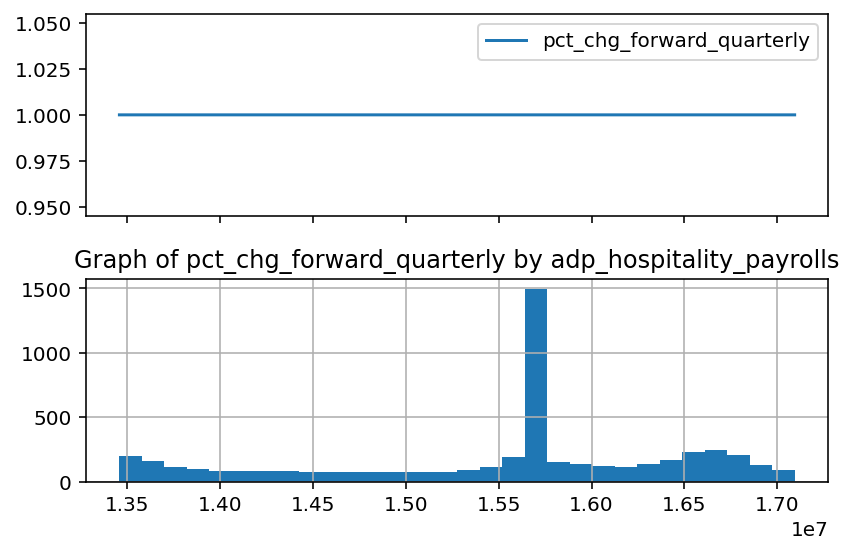 1.050
1.025
1.000
0.975
0.950
pct_chg_forward_quarterly
Graph of pct_chg_forward_quarterly by adp_hospitality_payrolls
1500
1000
500
0
1.35 1.40 1.45 1.50 1.55 1.60 1.65 1.70
1e7